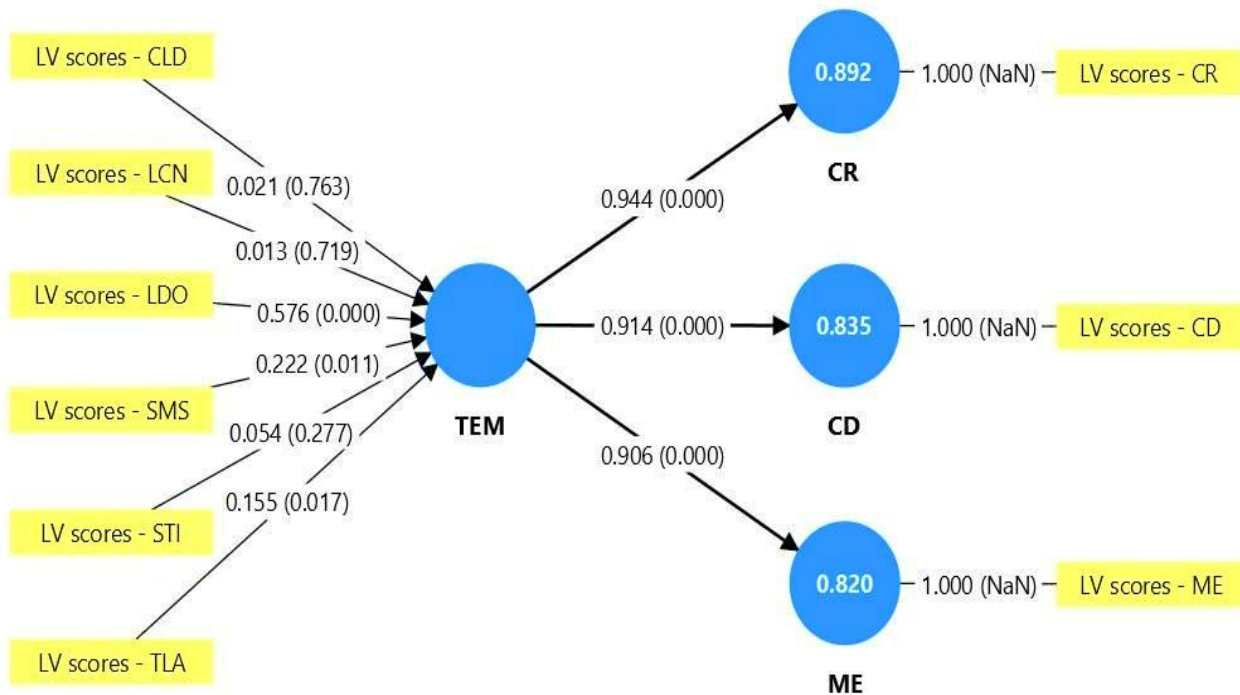 LV scores - CLD
LV scores - LCN
LV scores - LDO
LV scores - SMS
LV scores - STI
LV scores - TLA
0.021 (0.763)
0.013 (0.719)
0.576 (0.000)
0.222 (0.011)
0.054 (0.277)
0.155 (0.017)
TEM
0.944 (0.000)
0.914 (0.000)
0.906 (0.000)
0.892
CR
0.835
CD
0.820
ME
1.000 (NaN)
1.000 (NaN)
1.000 (NaN)
LV scores - CR
LV scores - CD
LV scores - ME